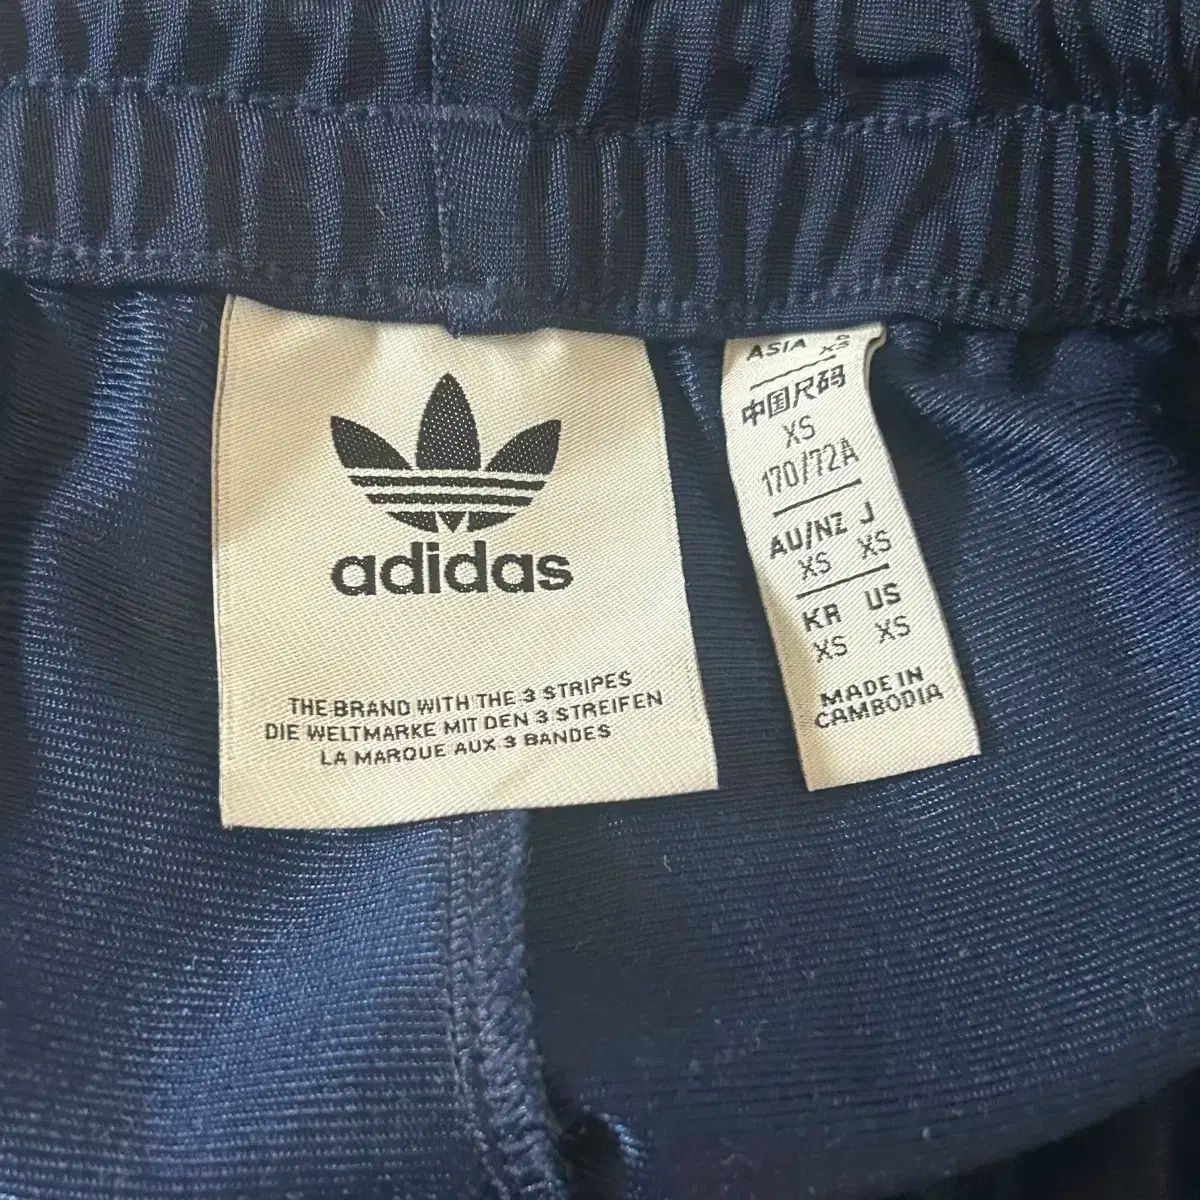 adidas
THE BRAND WITH THE 3 STRIPES
DIE WELTMARKE MIT DEN 3 STREIFEN
LA MARQUE AUX 3 BANDES
ASIA
中国尺码
XS
170/72A
AU/NZ J
XS XS
KR US
XS XS
MADE IN
CAMBODIA